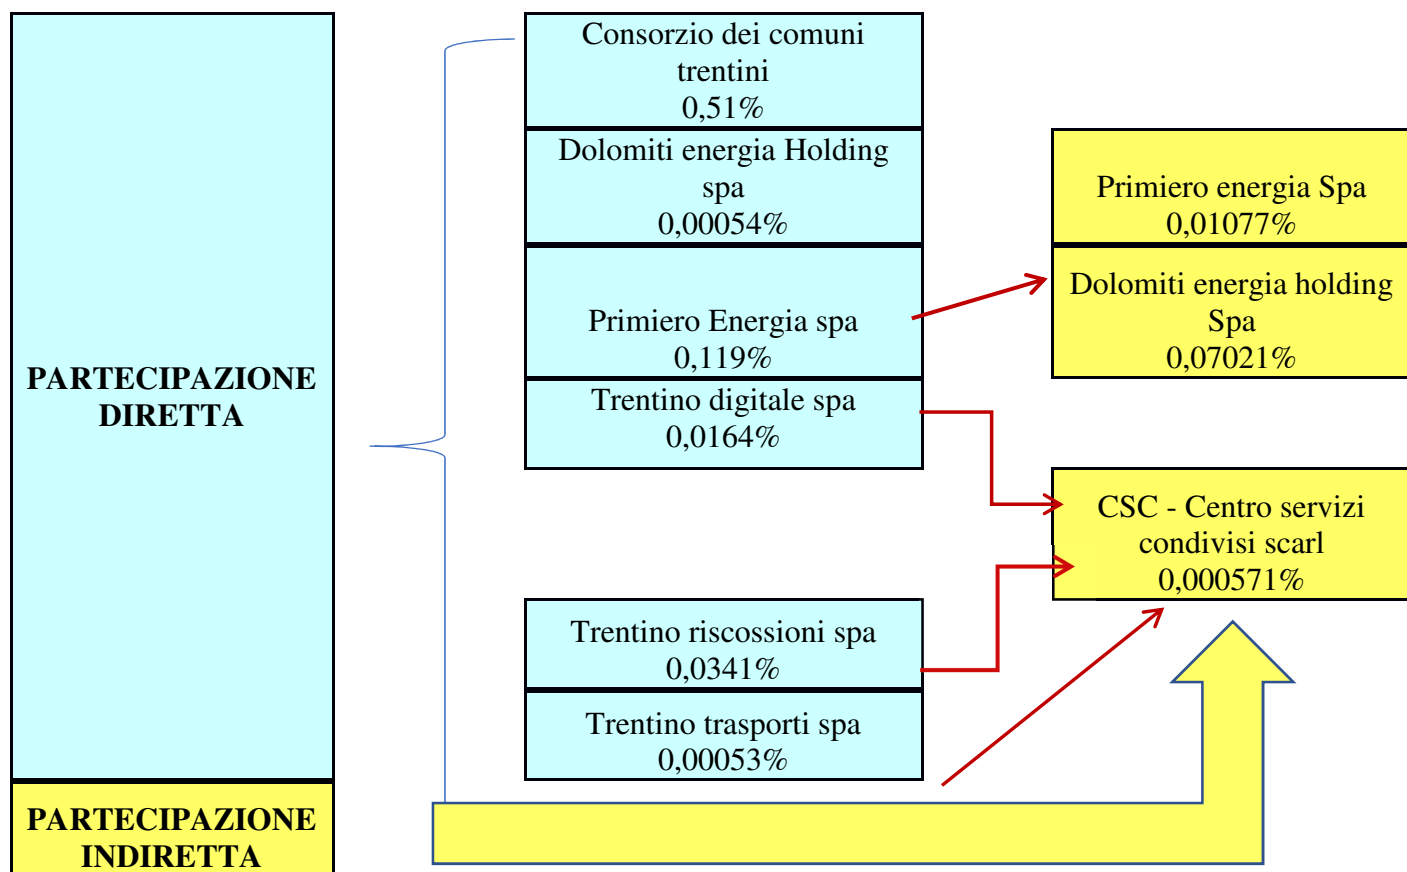 PARTECIPAZIONE
DIRETTA
PARTECIPAZIONE
INDIRETTA
Consorzio dei comuni
trentini
0,51%
Dolomiti energia Holding
spa
0,00054%
Primiero Energia spa
0,119%
Trentino digitale spa
0,0164%
Trentino riscossioni spa
0,0341%
Trentino trasporti spa
0,00053%
Primiero energia Spa
0,01077%
Dolomiti energia holding
Spa
0,07021%
CSC - Centro servizi
condivisi scarl
0,000571%